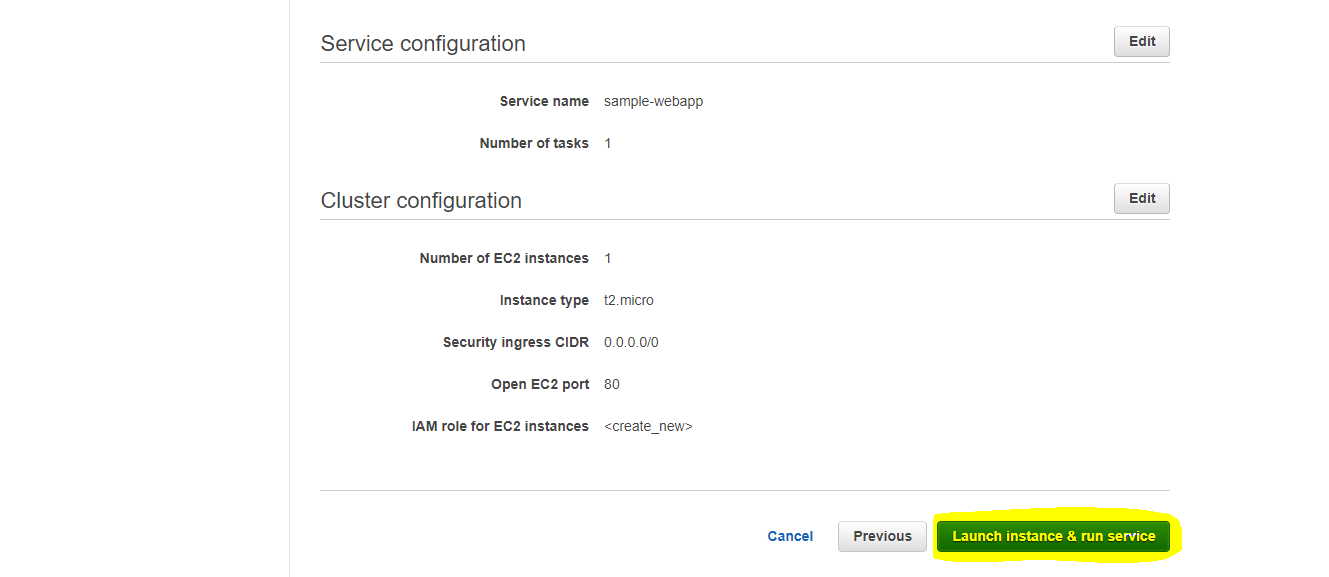 Service configuration
Edit
Service name sample-webapp
Number of tasks 1
Cluster configuration
Edit
Number of EC2 instances 1
Instance type t2.micro
Security ingress CIDR 0.0.0.0/0
Open EC2 port 80
IAM role for EC2 instances <create_new>
Cancel Previous Launch instance & run service